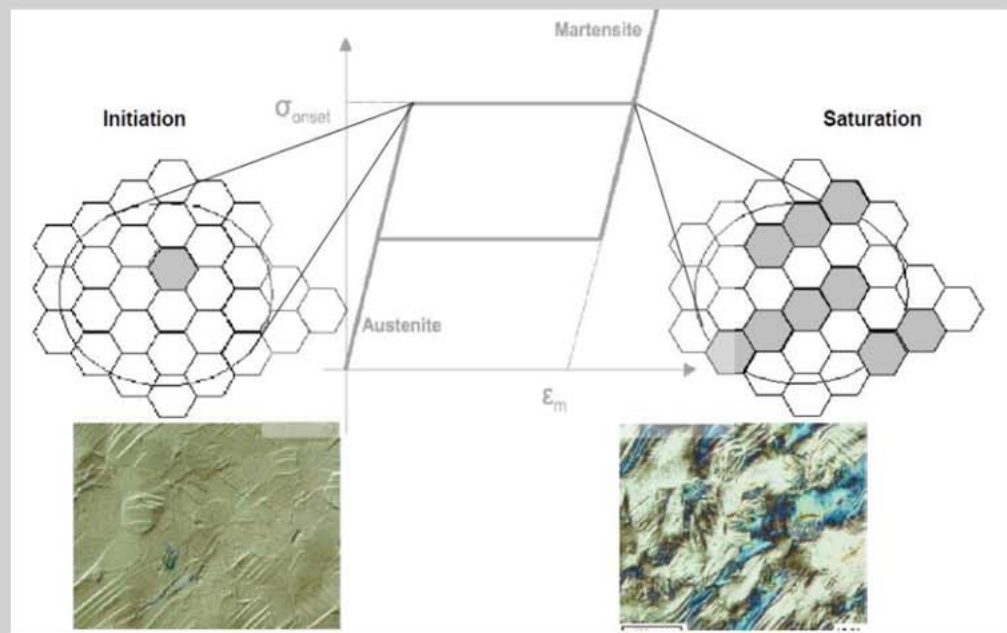 Martensite
Initiation
σonset
Saturation
Austenite
εm